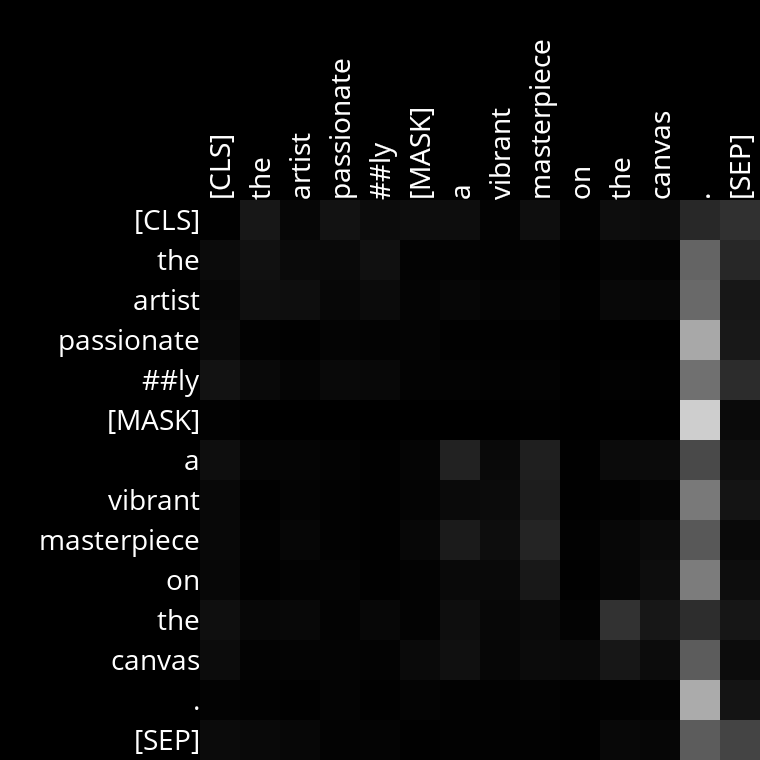 [CLS] the artist passionate ##ly [MASK] a vibrant masterpiece on the canvas . [SEP]
[CLS]
the
artist
passionate
##ly
[MASK]
a
vibrant
masterpiece
on
the
canvas
.
[SEP]